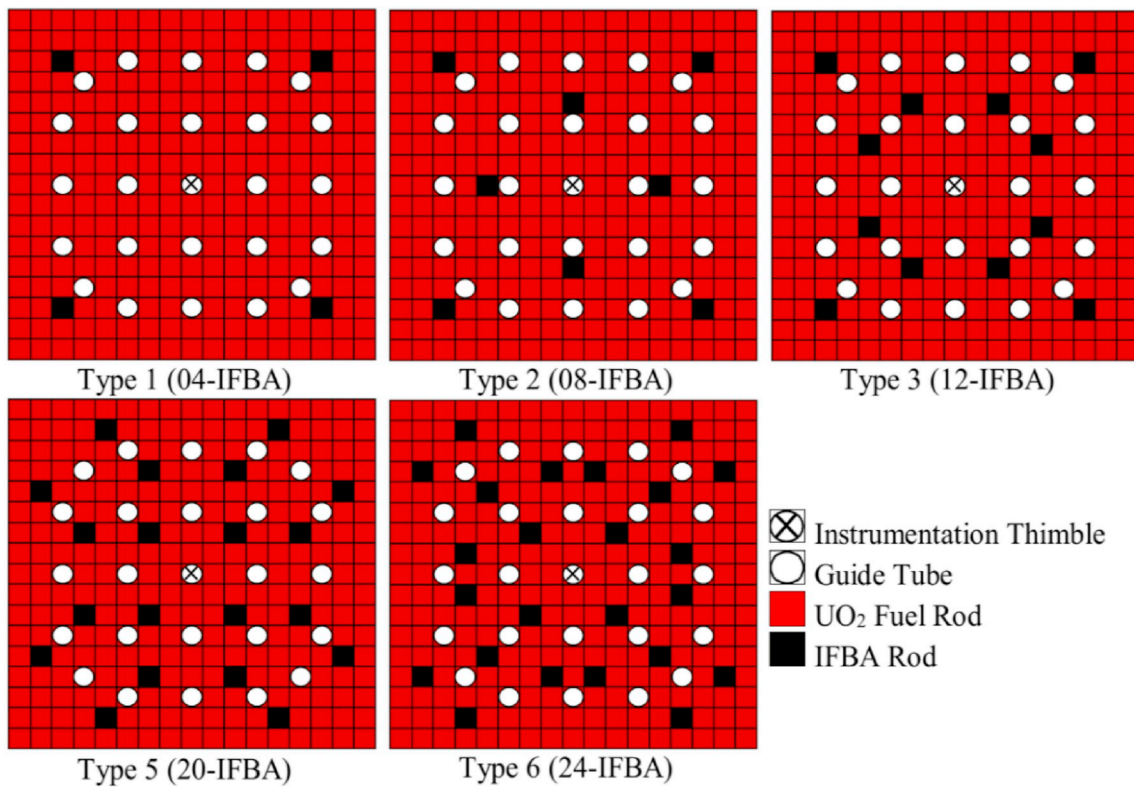 Type 1 (04-IFBA)
Type 2 (08-IFBA)
Type 3 (12-IFBA)
Type 5 (20-IFBA)
Type 6 (24-IFBA)
Instrumentation Thimble
Guide Tube
UO₂ Fuel Rod
IFBA Rod